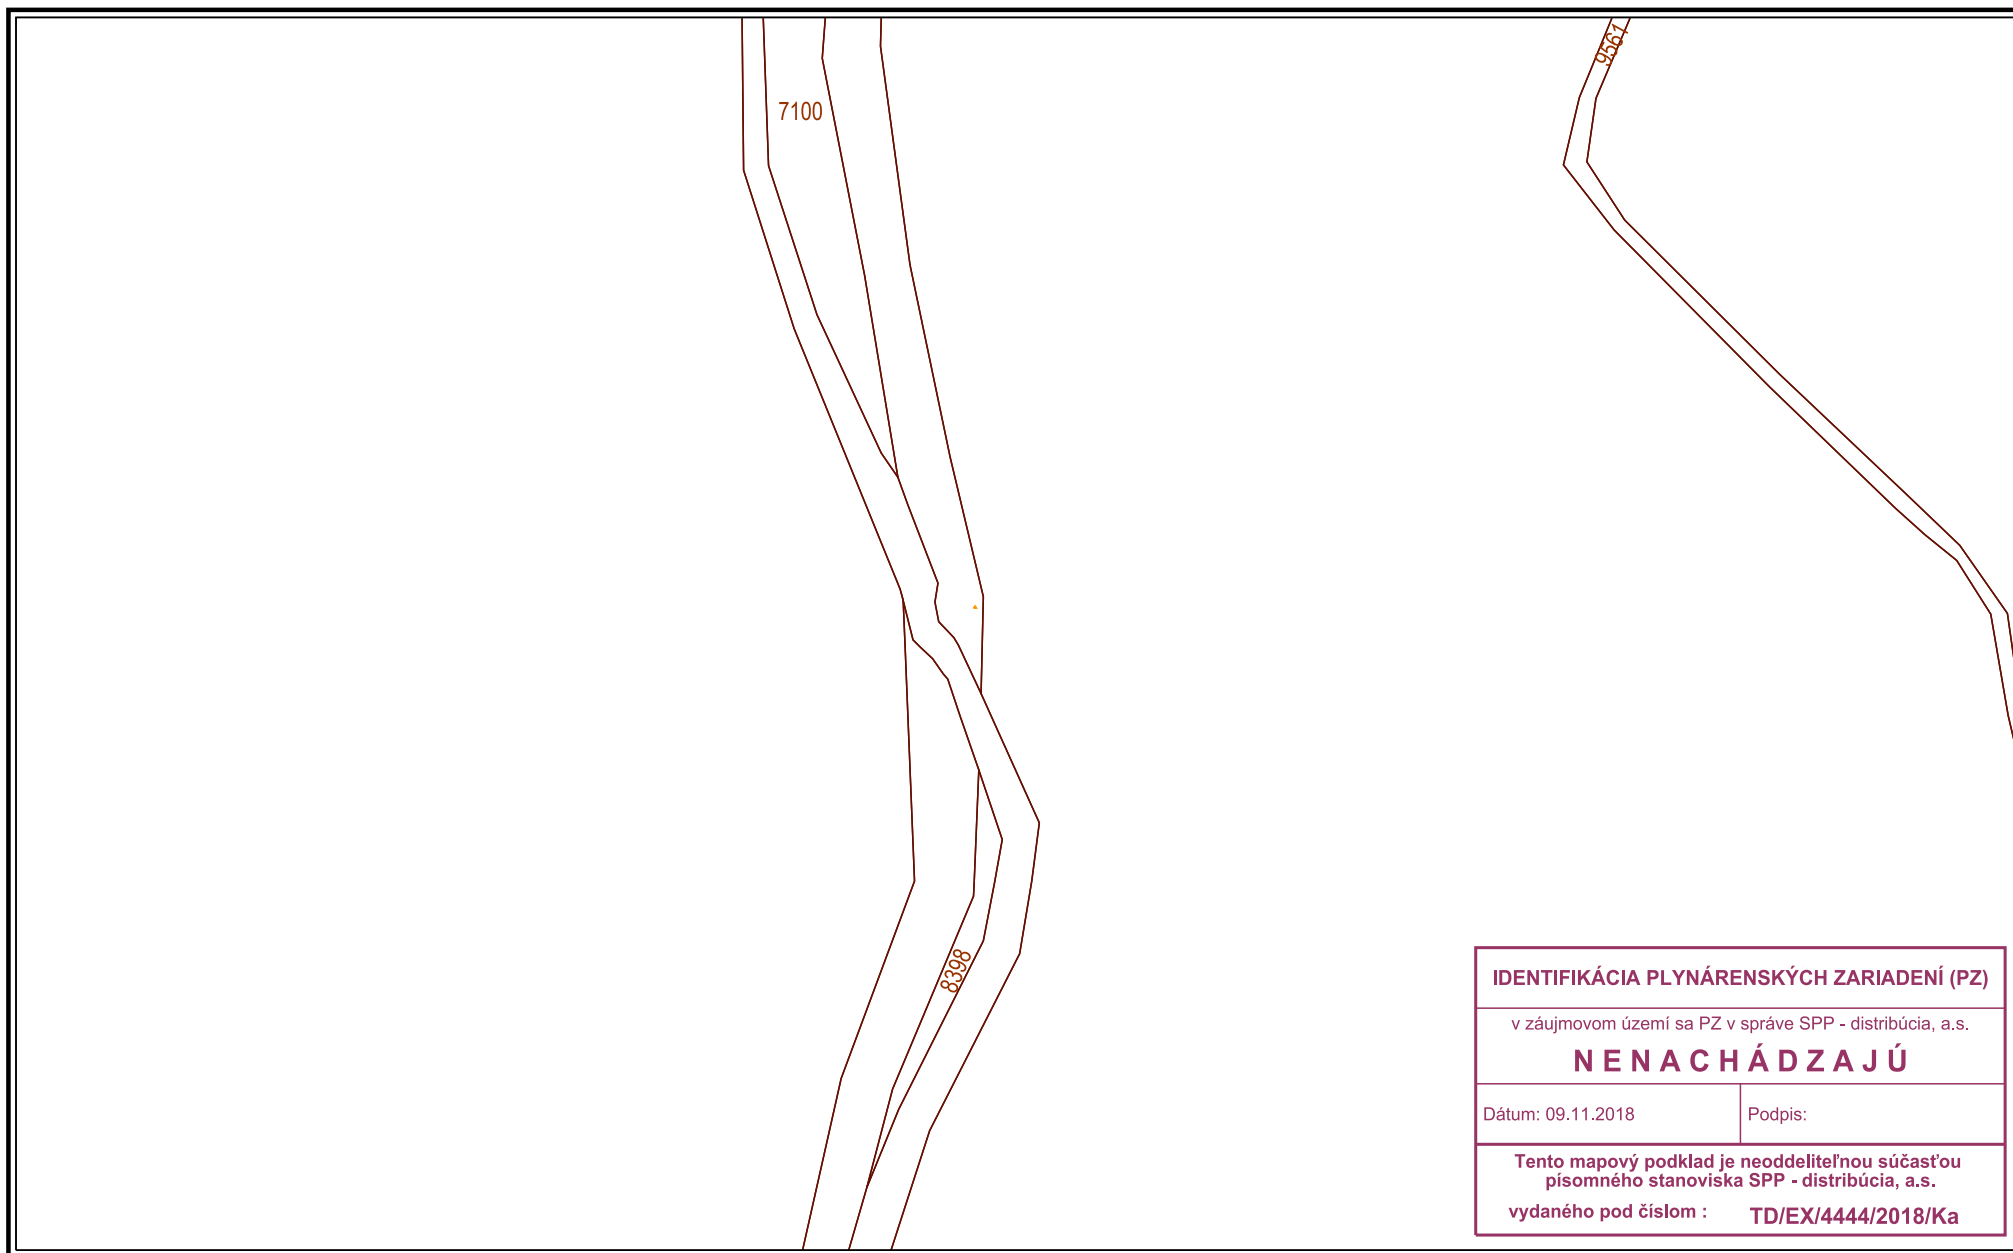 9561
7100
8398
IDENTIFIKÁCIA PLYNÁRENSKÝCH ZARIADENÍ (PZ)
v záujmovom území sa PZ v správe SPP - distribúcia, a.s.
NENACHÁDZAJÚ
Dátum: 09.11.2018 Podpis:
Tento mapový podklad je neoddeliteľnou súčasťou
písomného stanoviska SPP - distribúcia, a.s.
vydaného pod číslom : TD/EX/4444/2018/Ka